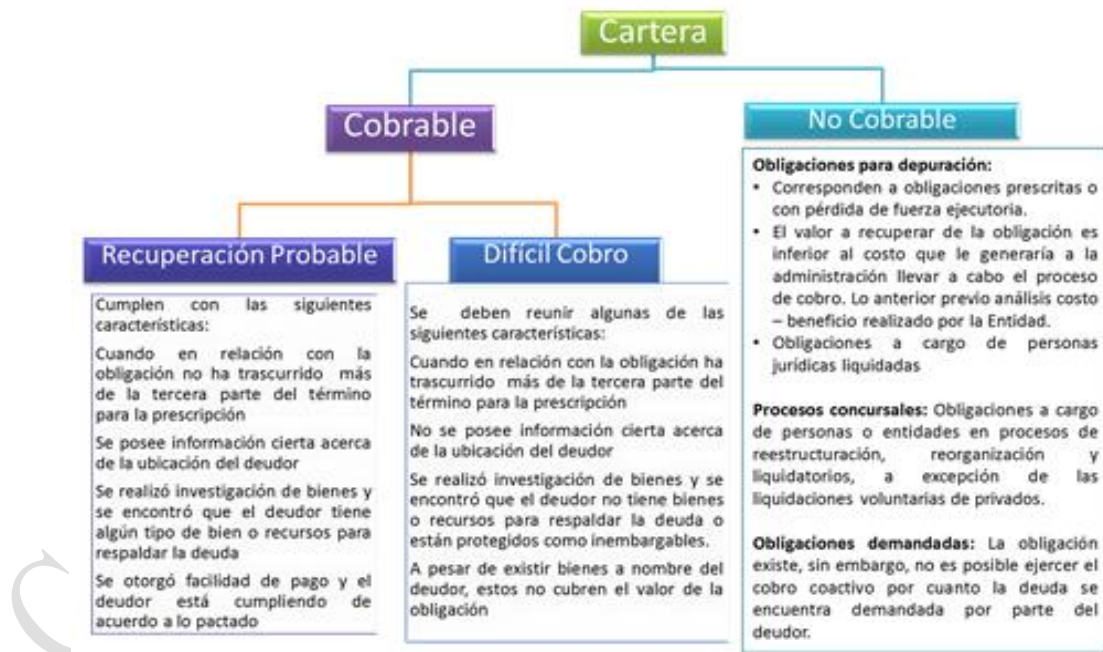 Cartera
Cobrable
No Cobrable
Recuperación Probable
Cumplen con las siguientes
características:
Cuando en relación con la
obligación no ha trascurrido más
de la tercera parte del término
para la prescripción
Se posee información cierta acerca
de la ubicación del deudor
Se realizó investigación de bienes y
se encontró que el deudor tiene
algún tipo de bien o recursos para
respaldar la deuda
Se otorgó facilidad de pago y el
deudor está cumpliendo de
acuerdo a lo pactado
Difícil Cobro
Se deben reunir algunas de las
siguientes características:
Cuando en relación con la obligación ha
trascurrido más de la tercera parte del
término para la prescripción
No se posee información cierta acerca
de la ubicación del deudor
Se realizó investigación de bienes y se
encontró que el deudor no tiene bienes
o recursos para respaldar la deuda o
están protegidos como inembargables.
A pesar de existir bienes a nombre del
deudor, estos no cubren el valor de la
obligación
Obligaciones para depuración:
• Corresponden a obligaciones prescritas o
con pérdida de fuerza ejecutoria.
• El valor a recuperar de la obligación es
inferior al costo que le generaría a la
administración llevar a cabo el proceso
de cobro. Lo anterior previo análisis costo
– beneficio realizado por la Entidad.
• Obligaciones a cargo de personas
jurídicas liquidadas
Procesos concursales: Obligaciones a cargo
de personas o entidades en procesos de
reestructuración, reorganización y
liquidatorios, a excepción de las
liquidaciones voluntarias de privados.
Obligaciones demandadas: La obligación
existe, sin embargo, no es posible ejercer el
cobro coactivo por cuanto la deuda se
encuentra demandada por parte del
deudor.